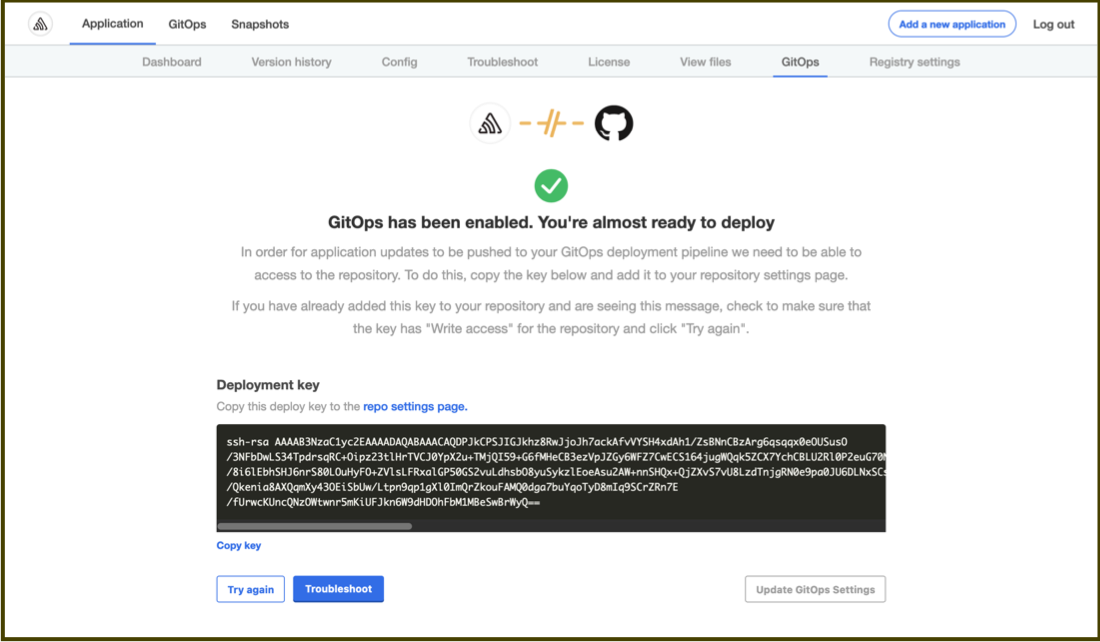 Application GitOps Snapshots Add a new application Log out
Dashboard Version history Config Troubleshoot License View files GitOps Registry settings
GitOps has been enabled. You're almost ready to deploy
In order for application updates to be pushed to your GitOps deployment pipeline we need to be able to
access to the repository. To do this, copy the key below and add it to your repository settings page.
If you have already added this key to your repository and are seeing this message, check to make sure that
the key has "Write access" for the repository and click "Try again".
Deployment key
Copy this deploy key to the repo settings page.
ssh-rsa AAAAB3NzaC1yc2EAAAADAQABAAACAQDPJkCPSJIGJkhz8RwJjoJh7ackAfvVYSH4xdAh1/ZsBNnCBzArg6qsqqx0eOUSusO
/3NFbDwLS34TpdrsqRC+Oipz23tlHrTVCJ0YpX2u+TMjQI59+G6fMHeCB3ezVpJZGy6WFZ7CwECS164jugWQqk5ZCX7YchCBLU2Rl0P2euG70M
/8i6lEbhSHJ6nrS80LOuHyFO+ZVlsLFRxalGP50GS2vuLdhsbO8yuSykzlEoeAsu2AW+nnSHQx+QjZXvS7vU8LzdTnjgRN0e9pa0JU6DLNxSCs
/Qkenia8AXQqmXy43OEiSbUw/Ltpn9qp1gXl0ImQrZkouFAMQ0dga7buYqoTyD8mIq9SCrZRn7E
/fUrwcKUncQNzOWtwnr5mKiUFJkn6W9dHDOhFbM1MBeSwBrWyQ==
Copy key
Try again Troubleshoot Update GitOps Settings